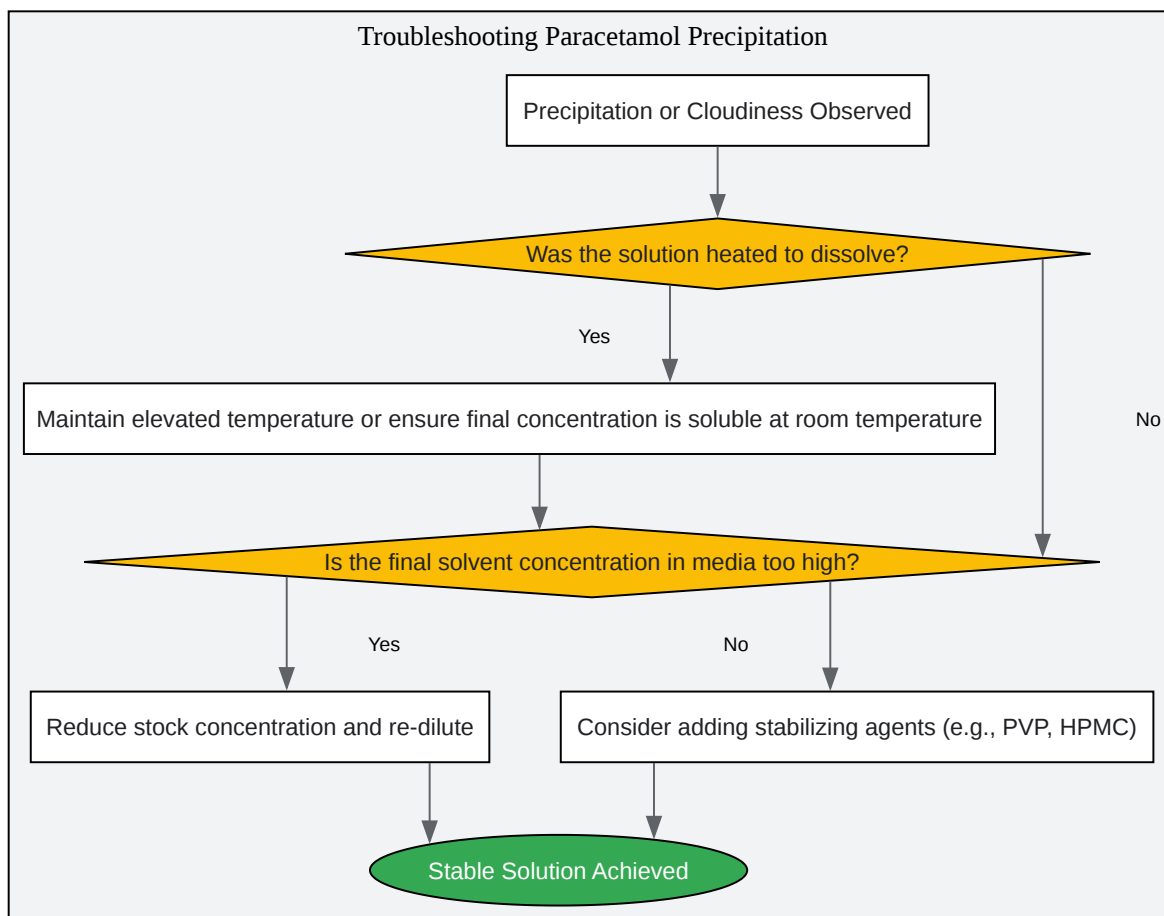 Troubleshooting Paracetamol Precipitation
Precipitation or Cloudiness Observed
Was the solution heated to dissolve?
Yes
Maintain elevated temperature or ensure final concentration is soluble at room temperature
No
Is the final solvent concentration in media too high?
Yes
No
Reduce stock concentration and re-dilute
Consider adding stabilizing agents (e.g., PVP, HPMC)
Stable Solution Achieved